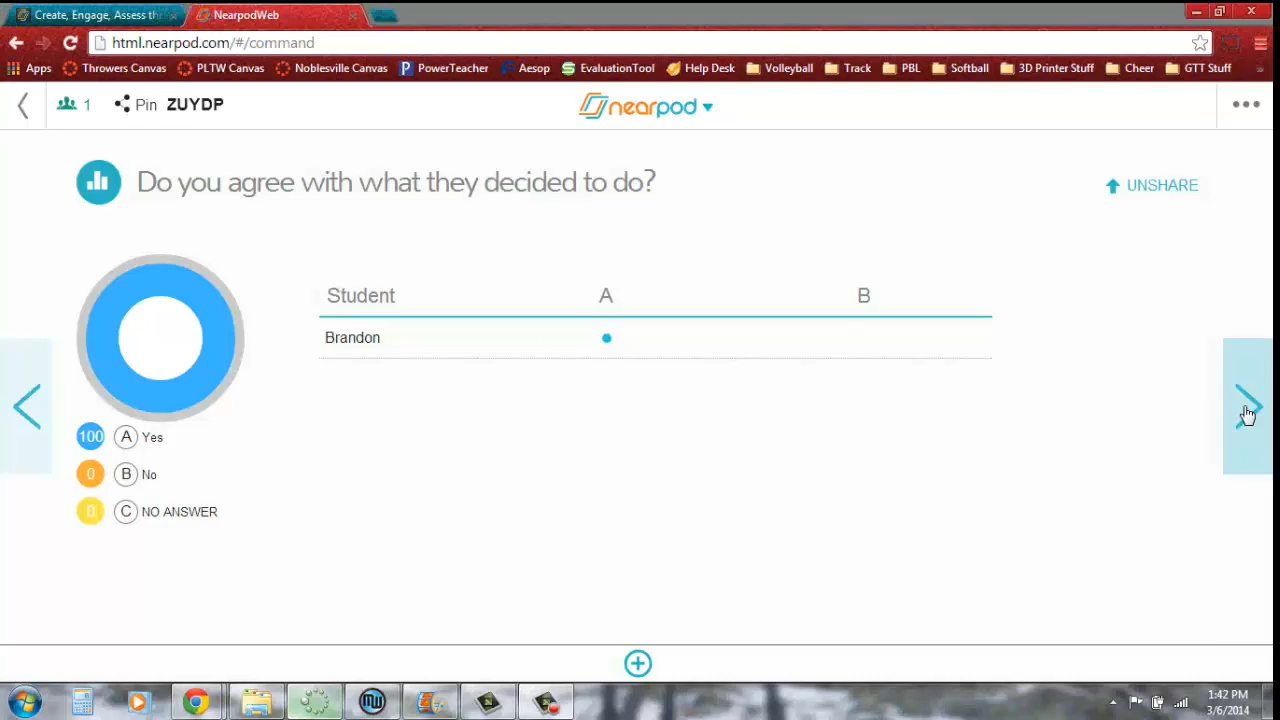 Create, Engage, Assess thr
NearpodWeb
html.nearpod.com/#/command
Apps Throwers Canvas PLTW Canvas Noblesville Canvas PowerTeacher Aesop EvaluationTool Help Desk Volleyball Track PBL Softball 3D Printer Stuff Cheer GTT Stuff »
1 Pin ZUYDP nearpod
Do you agree with what they decided to do?
UNSHARE
Student A B
Brandon
100 A Yes
0 B No
0 C NO ANSWER
1:42 PM
3/6/2014